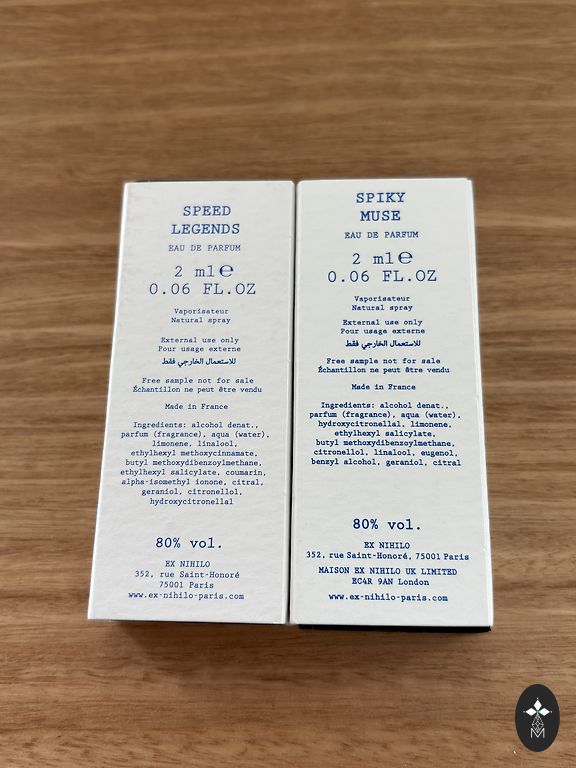 SPEED
LEGENDS
EAU DE PARFUM
2 ml℮
0.06 FL.OZ
Vaporisateur
Natural spray
External use only
Pour usage externe
للاستعمال الخارجي فقط
Free sample not for sale
Échantillon ne peut être vendu
Made in France
Ingredients: alcohol denat.,
parfum (fragrance), aqua (water),
limonene, linalool,
ethylhexyl methoxycinnamate,
butyl methoxydibenzoylmethane,
ethylhexyl salicylate, coumarin,
alpha-isomethyl ionone, citral,
geraniol, citronellol,
hydroxycitronellal
80% vol.
EX NIHILO
352, rue Saint-Honoré
75001 Paris
www.ex-nihilo-paris.com
SPIKY
MUSE
EAU DE PARFUM
2 ml℮
0.06 FL.OZ
Vaporisateur
Natural spray
External use only
Pour usage externe
للاستعمال الخارجي فقط
Free sample not for sale
Échantillon ne peut être vendu
Made in France
Ingredients: alcohol denat.,
parfum (fragrance), aqua (water),
hydroxycitronellal, limonene,
ethylhexyl salicylate,
butyl methoxydibenzoylmethane,
citronellol, linalool, eugenol,
benzyl alcohol, geraniol, citral
80% vol.
EX NIHILO
352, rue Saint-Honoré, 75001 Paris
MAISON EX NIHILO UK LIMITED
EC4R 9AN London
www.ex-nihilo-paris.com
M